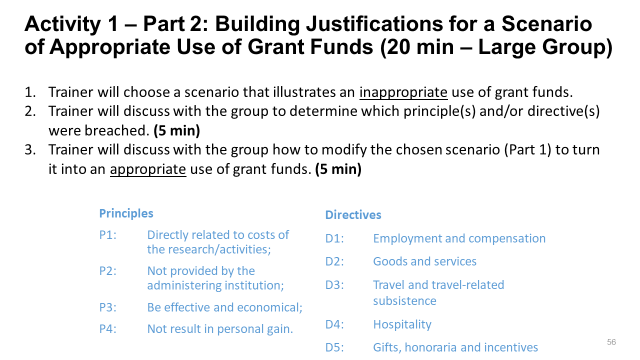 Activity 1 – Part 2: Building Justifications for a Scenario
of Appropriate Use of Grant Funds (20 min – Large Group)
1. Trainer will choose a scenario that illustrates an inappropriate use of grant funds.
2. Trainer will discuss with the group to determine which principle(s) and/or directive(s)
were breached. (5 min)
3. Trainer will discuss with the group how to modify the chosen scenario (Part 1) to turn
it into an appropriate use of grant funds. (5 min)
Principles
P1: Directly related to costs of
the research/activities;
P2: Not provided by the
administering institution;
P3: Be effective and economical;
P4: Not result in personal gain.
Directives
D1: Employment and compensation
D2: Goods and services
D3: Travel and travel-related
subsistence
D4: Hospitality
D5: Gifts, honoraria and incentives
56